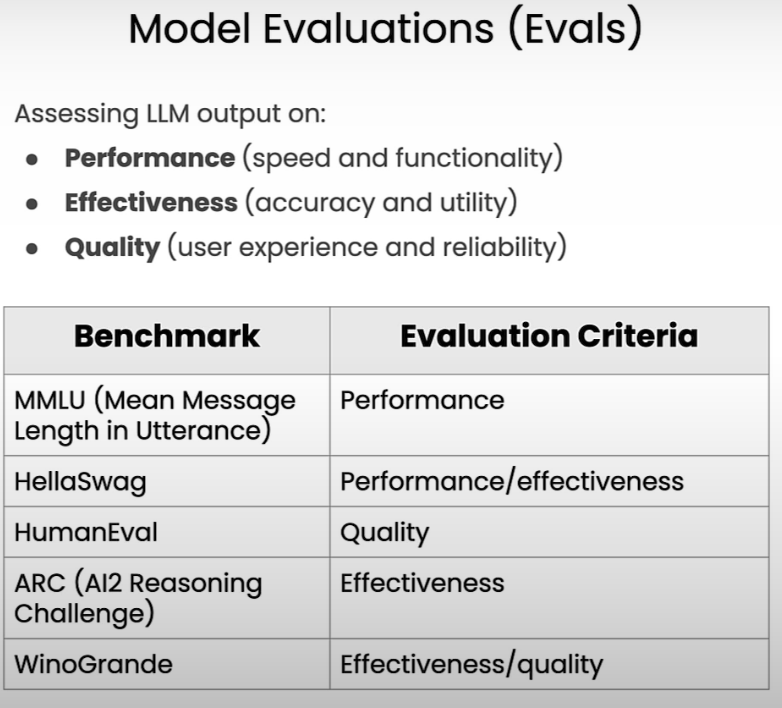 Model Evaluations (Evals)
Assessing LLM output on:
● Performance (speed and functionality)
● Effectiveness (accuracy and utility)
● Quality (user experience and reliability)
Benchmark Evaluation Criteria
MMLU (Mean Message Performance
Length in Utterance)
HellaSwag Performance/effectiveness
HumanEval Quality
ARC (AI2 Reasoning Effectiveness
Challenge)
WinoGrande Effectiveness/quality